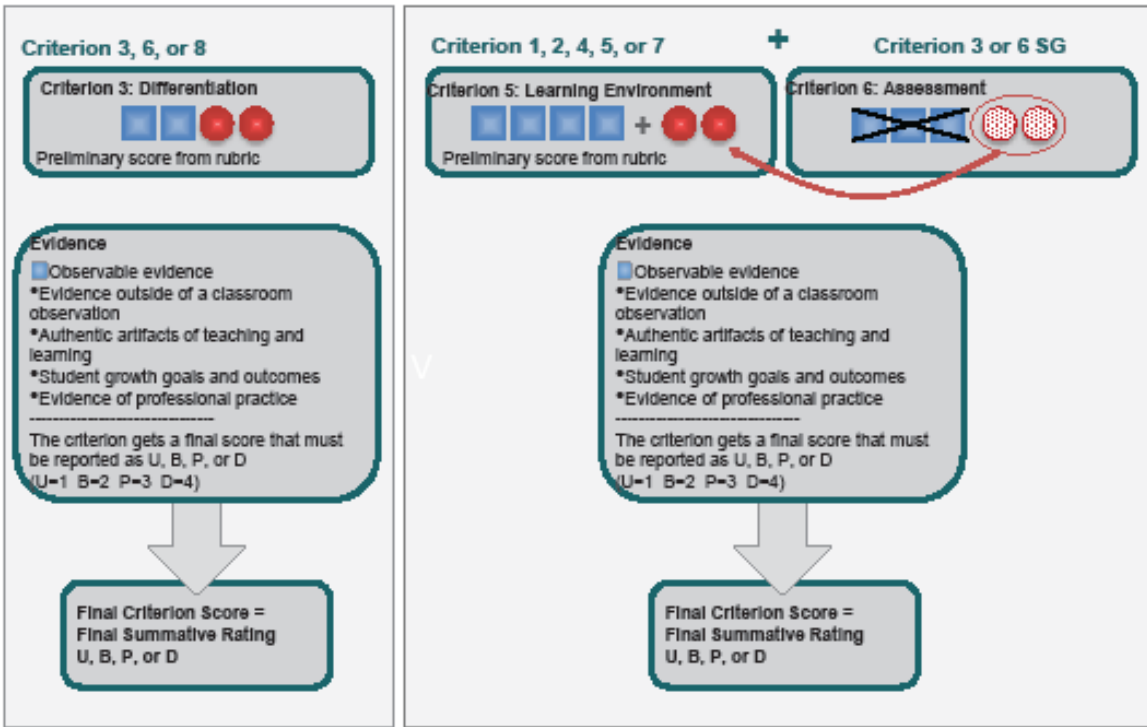 Criterion 3, 6, or 8
Criterion 3: Differentiation
Preliminary score from rubric
Evidence
Observable evidence
•Evidence outside of a classroom
observation
•Authentic artifacts of teaching and
learning
•Student growth goals and outcomes
•Evidence of professional practice
----------------------------------
The criterion gets a final score that must
be reported as U, B, P, or D
(U=1 B=2 P=3 D=4)
Final Criterion Score =
Final Summative Rating
U, B, P, or D
Criterion 1, 2, 4, 5, or 7
+
Criterion 3 or 6 SG
Criterion 5: Learning Environment
+
Preliminary score from rubric
Criterion 6: Assessment
V
Evidence
Observable evidence
•Evidence outside of a classroom
observation
•Authentic artifacts of teaching and
learning
•Student growth goals and outcomes
•Evidence of professional practice
----------------------------------
The criterion gets a final score that must
be reported as U, B, P, or D
(U=1 B=2 P=3 D=4)
Final Criterion Score =
Final Summative Rating
U, B, P, or D